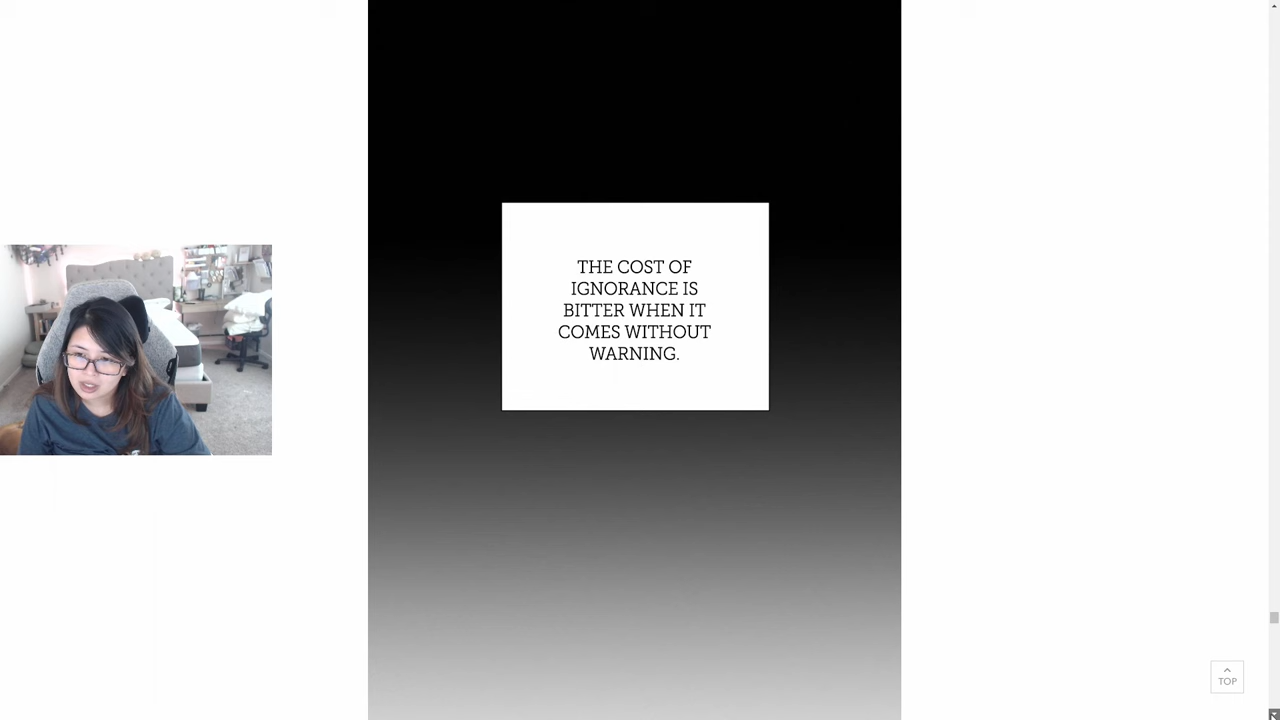 THE COST OF
IGNORANCE IS
BITTER WHEN IT
COMES WITHOUT
WARNING.
TOP